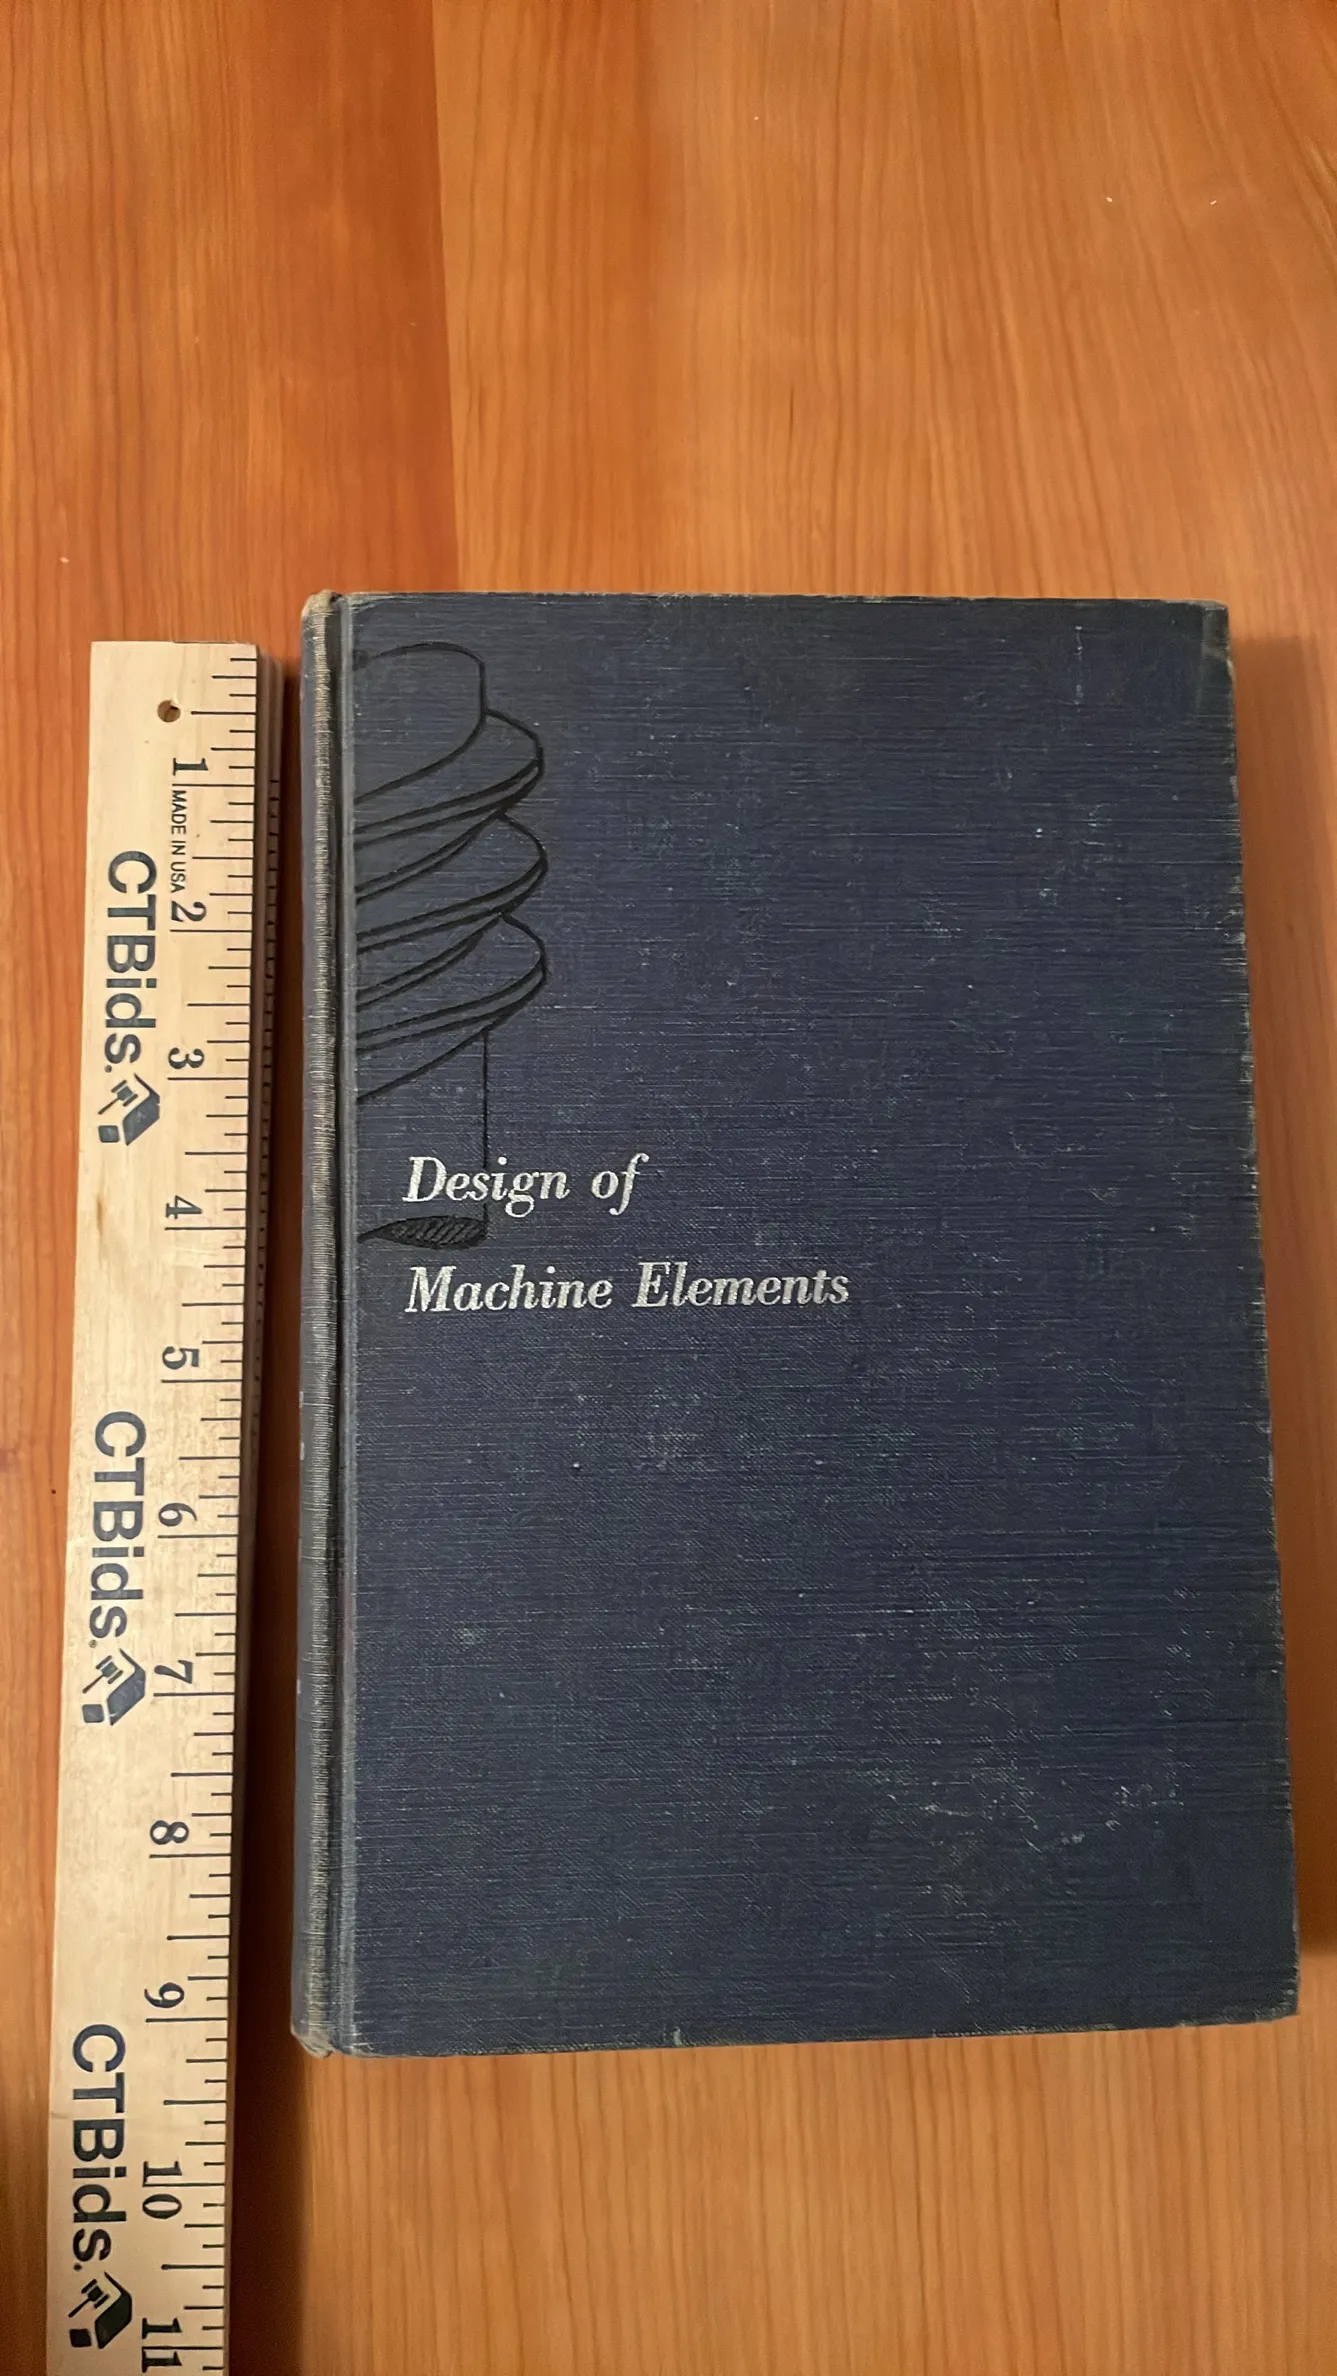 Design of
Machine Elements
1 2 3 4 5 6 7 8 9 10 11
MADE IN USA
CTBids.
CTBids.
CTBids.